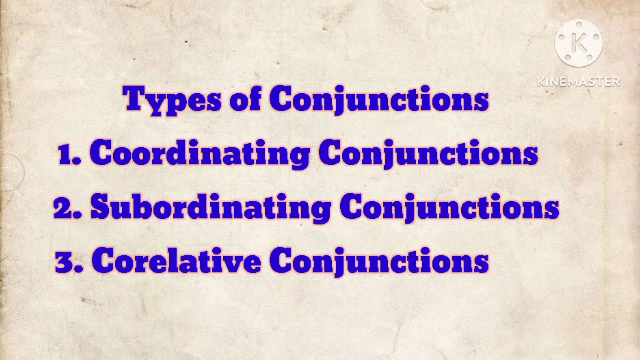 KINEMASTER
Types of Conjunctions
1. Coordinating Conjunctions
2. Subordinating Conjunctions
3. Corelative Conjunctions